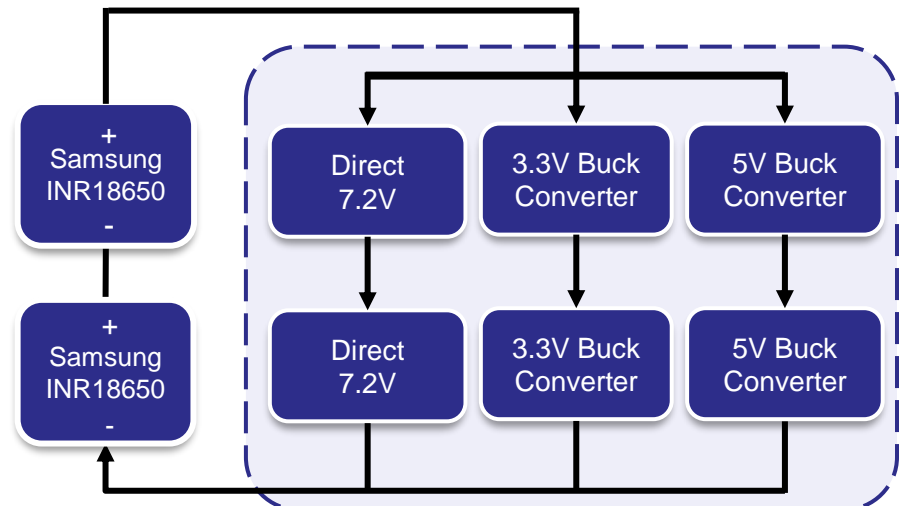 +
Samsung
INR18650
-
Direct
7.2V
3.3V Buck
Converter
5V Buck
Converter
+
Samsung
INR18650
-
Direct
7.2V
3.3V Buck
Converter
5V Buck
Converter